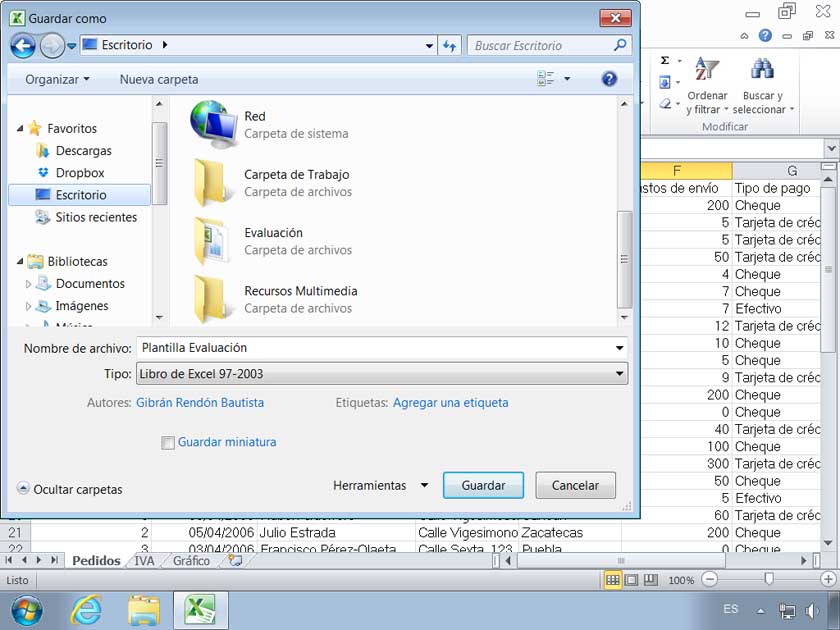 Guardar como
Escritorio
Buscar Escritorio
Organizar
Nueva carpeta
Favoritos
Descargas
Dropbox
Escritorio
Sitios recientes
Bibliotecas
Documentos
Imágenes
Música
Red
Carpeta de sistema
Carpeta de Trabajo
Carpeta de archivos
Evaluación
Carpeta de archivos
Recursos Multimedia
Carpeta de archivos
Nombre de archivo: Plantilla Evaluación
Tipo: Libro de Excel 97-2003
Autores: Gibrán Rendón Bautista
Etiquetas: Agregar una etiqueta
Guardar miniatura
Ocultar carpetas
Herramientas
Guardar
Cancelar
Σ
Ordenar
y filtrar
Buscar y
seleccionar
Modificar
F G
stos de envío Tipo de pago
200 Cheque
5 Tarjeta de créc
5 Tarjeta de créc
50 Tarjeta de créc
4 Cheque
7 Cheque
7 Efectivo
12 Tarjeta de créc
10 Cheque
5 Cheque
9 Tarjeta de créc
200 Cheque
0 Cheque
40 Tarjeta de créc
100 Cheque
300 Tarjeta de créc
50 Cheque
5 Efectivo
60 Tarjeta de créc
21 2 05/04/2006 Julio Estrada Calle Vigesimono Zacatecas 200 Cheque
22 3 03/04/2006 Francisco Pérez-Olaeta Calle Sexta, 123 Puebla 0 Cheque
Pedidos IVA Gráfico
Listo
100%
ES